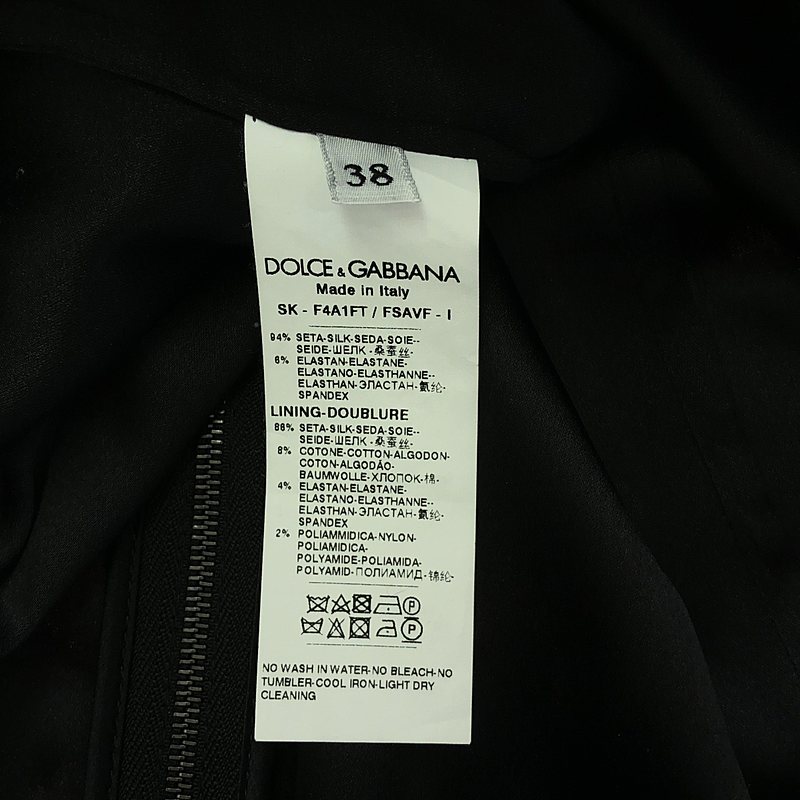 38
DOLCE & GABBANA
Made in Italy
SK - F4A1FT / FSAVF - I
94% SETA-SILK-SEDA-SOIE--
SEIDE-ШЕЛК-桑蚕丝-
6% ELASTAN-ELASTANE-
ELASTANO-ELASTHANNE--
ELASTHAN-ЭЛАСТАН-氨纶-
SPANDEX
LINING-DOUBLURE
86% SETA-SILK-SEDA-SOIE--
SEIDE-ШЕЛК-桑蚕丝-
8% COTONE-COTTON-ALGODON-
COTON-ALGODÃO-
BAUMWOLLE-ХЛОПОК-棉-
4% ELASTAN-ELASTANE-
ELASTANO-ELASTHANNE--
ELASTHAN-ЭЛАСТАН-氨纶-
SPANDEX
2% POLIAMMIDICA-NYLON-
POLIAMIDICA-
POLYAMIDE-POLIAMIDA-
POLYAMID-ПОЛИАМИД-锦纶-
P
P
NO WASH IN WATER-NO BLEACH-NO
TUMBLER-COOL IRON-LIGHT DRY
CLEANING